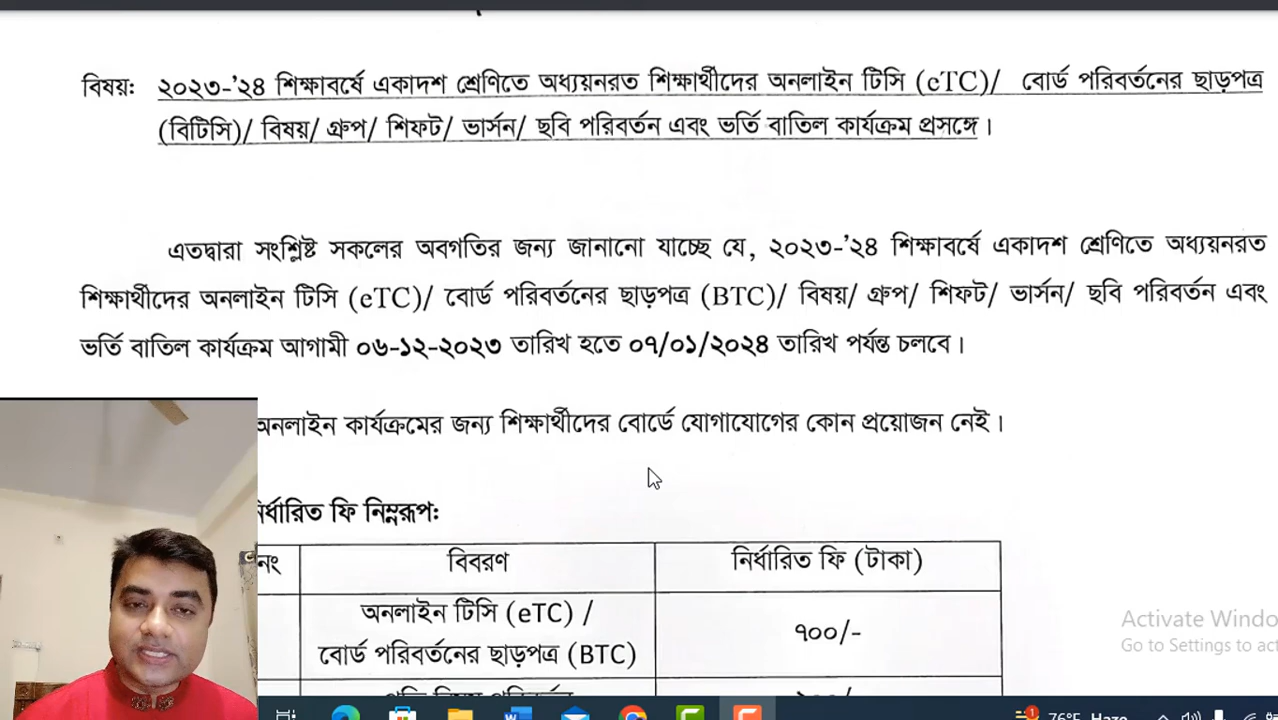 বিষয়: ২০২৩-'২৪ শিক্ষাবর্ষে একাদশ শ্রেণিতে অধ্যয়নরত শিক্ষার্থীদের অনলাইন টিসি (eTC)/ বোর্ড পরিবর্তনের ছাড়পত্র
(বিটিসি)/ বিষয়/ গ্রুপ/ শিফট/ ভার্সন/ ছবি পরিবর্তন এবং ভর্তি বাতিল কার্যক্রম প্রসঙ্গে।
এতদ্বারা সংশ্লিষ্ট সকলের অবগতির জন্য জানানো যাচ্ছে যে, ২০২৩-'২৪ শিক্ষাবর্ষে একাদশ শ্রেণিতে অধ্যয়নরত
শিক্ষার্থীদের অনলাইন টিসি (eTC)/ বোর্ড পরিবর্তনের ছাড়পত্র (BTC)/ বিষয়/ গ্রুপ/ শিফট/ ভার্সন/ ছবি পরিবর্তন এবং
ভর্তি বাতিল কার্যক্রম আগামী ০৬-১২-২০২৩ তারিখ হতে ০৭/০১/২০২৪ তারিখ পর্যন্ত চলবে।
অনলাইন কার্যক্রমের জন্য শিক্ষার্থীদের বোর্ডে যোগাযোগের কোন প্রয়োজন নেই।
নির্ধারিত ফি নিম্নরূপ:
নং বিবরণ নির্ধারিত ফি (টাকা)
অনলাইন টিসি (eTC) /
বোর্ড পরিবর্তনের ছাড়পত্র (BTC)
৭০০/-
Activate Windo
Go to Settings to act
76°F Haze